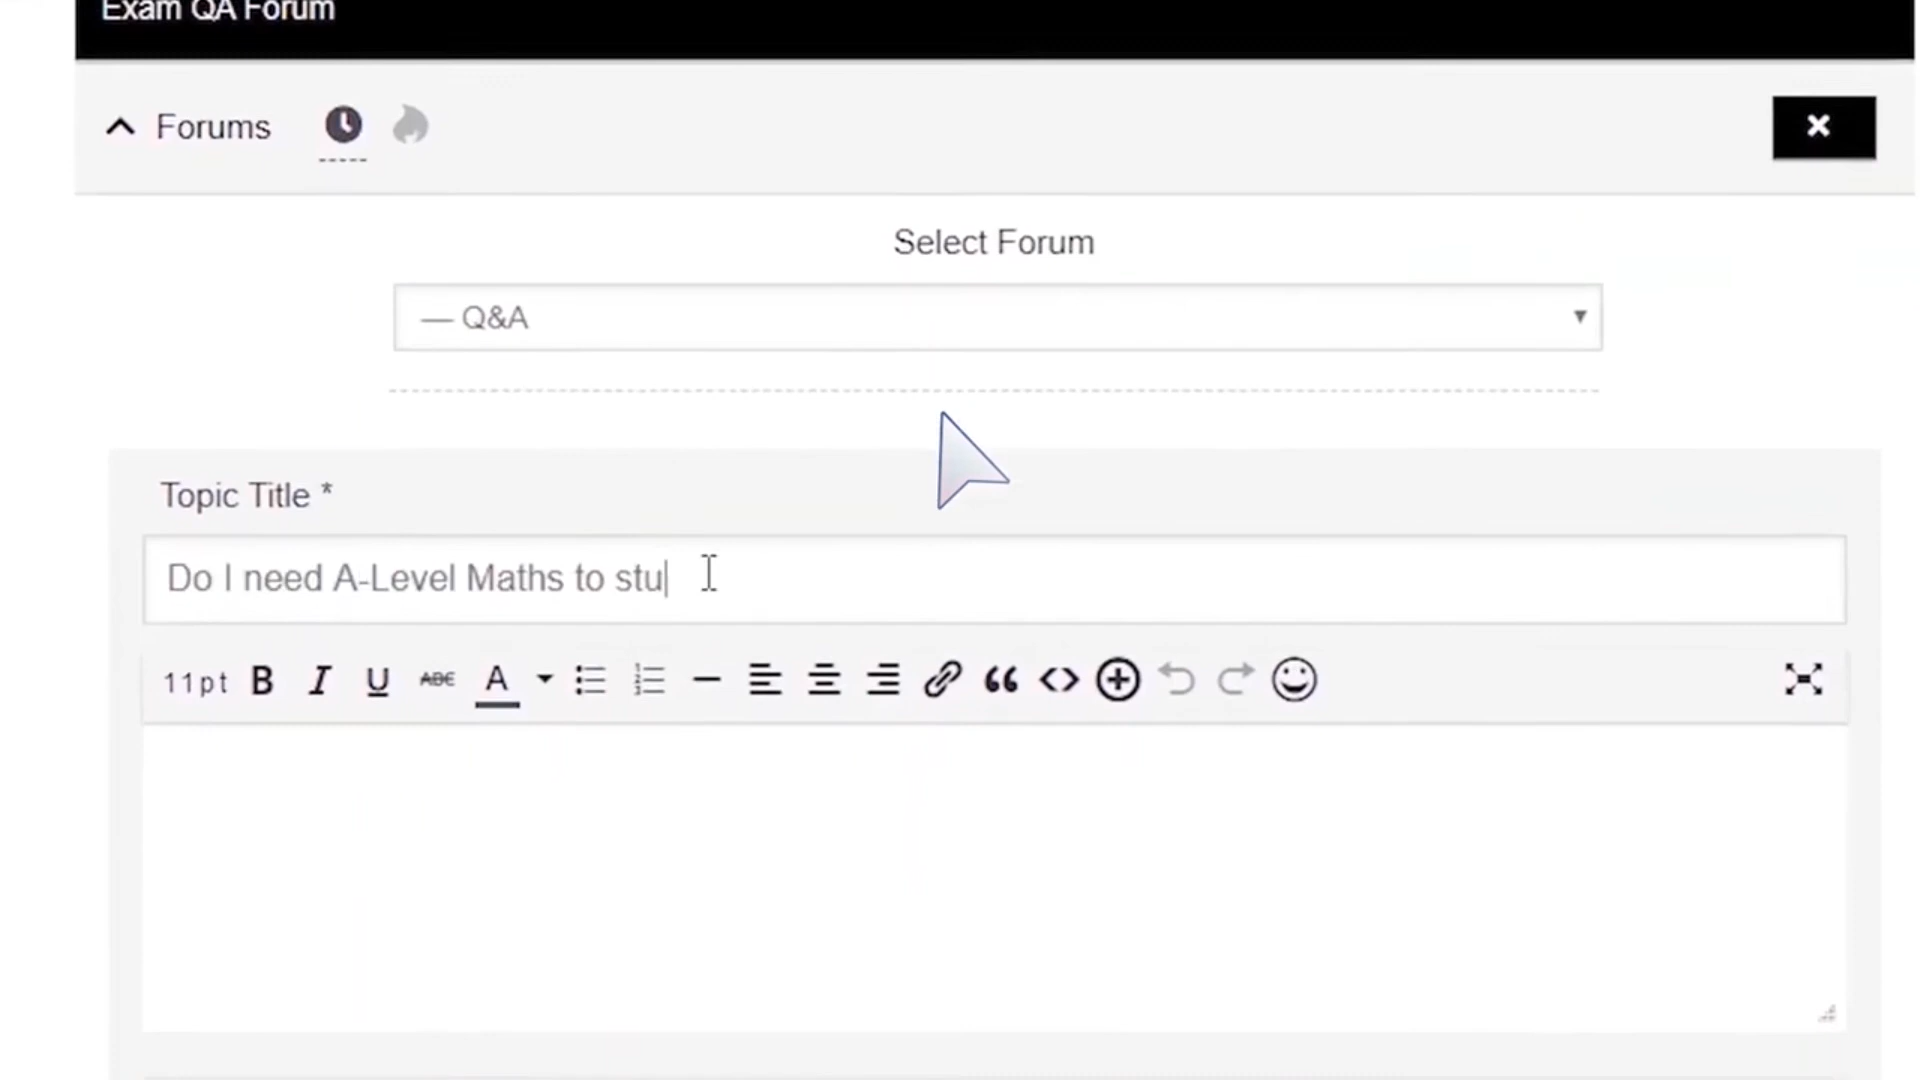 Exam QA Forum
Forums
Select Forum
— Q&A
Topic Title *
Do I need A-Level Maths to stu
11pt B I U ABC A